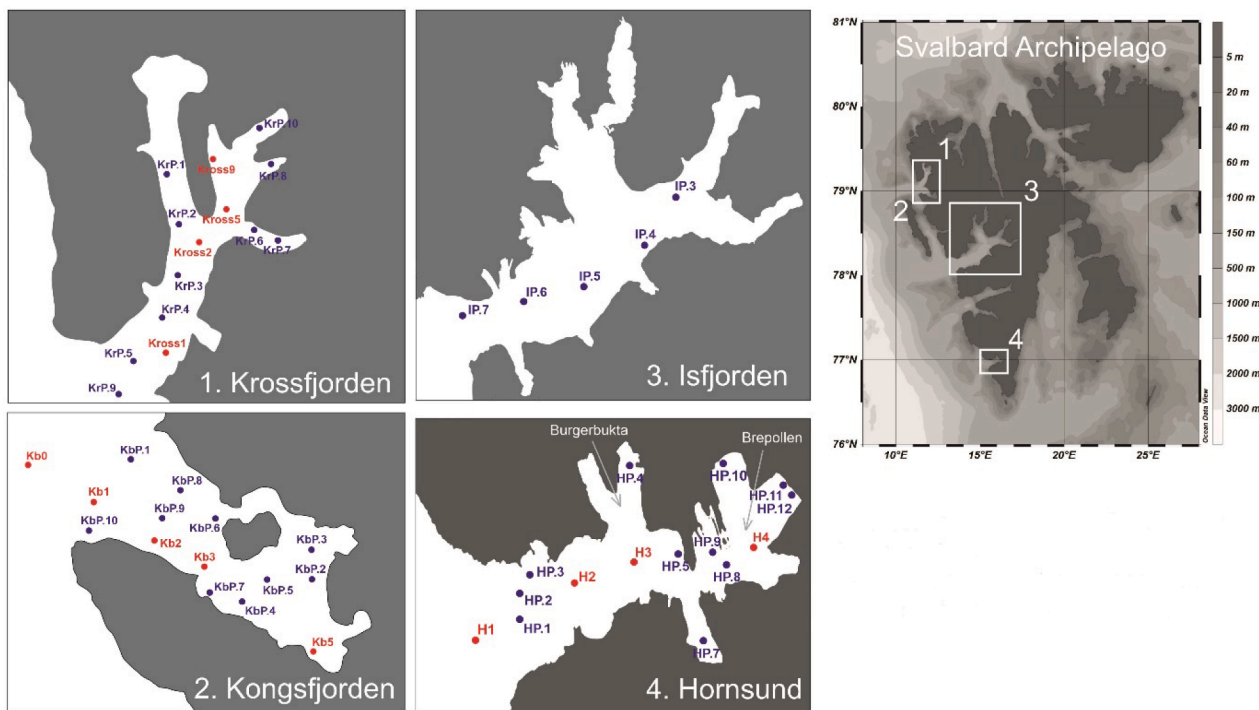 KrP.10
KrP.1
Kross9
KrP.8
KrP.2
Kross5
KrP.6
KrP.7
Kross2
KrP.3
KrP.4
Kross1
KrP.5
KrP.9
1. Krossfjorden
IP.3
IP.4
IP.5
IP.6
IP.7
3. Isfjorden
Kb0
KbP.1
KbP.8
Kb1
KbP.9
KbP.10
KbP.6
Kb2
KbP.3
Kb3
KbP.2
KbP.5
KbP.7
KbP.4
Kb5
2. Kongsfjorden
Burgerbukta
Brepollen
HP.4
HP.10
HP.11
HP.12
HP.9
H4
H3
HP.5
HP.8
HP.3
H2
HP.2
HP.1
H1
HP.7
4. Hornsund
Svalbard Archipelago
81°N
80°N
79°N
78°N
77°N
76°N
10°E
15°E
20°E
25°E
1
2
3
4
5 m
20 m
40 m
60 m
80 m
100 m
150 m
500 m
1000 m
1500 m
2000 m
3000 m
Ocean Data View